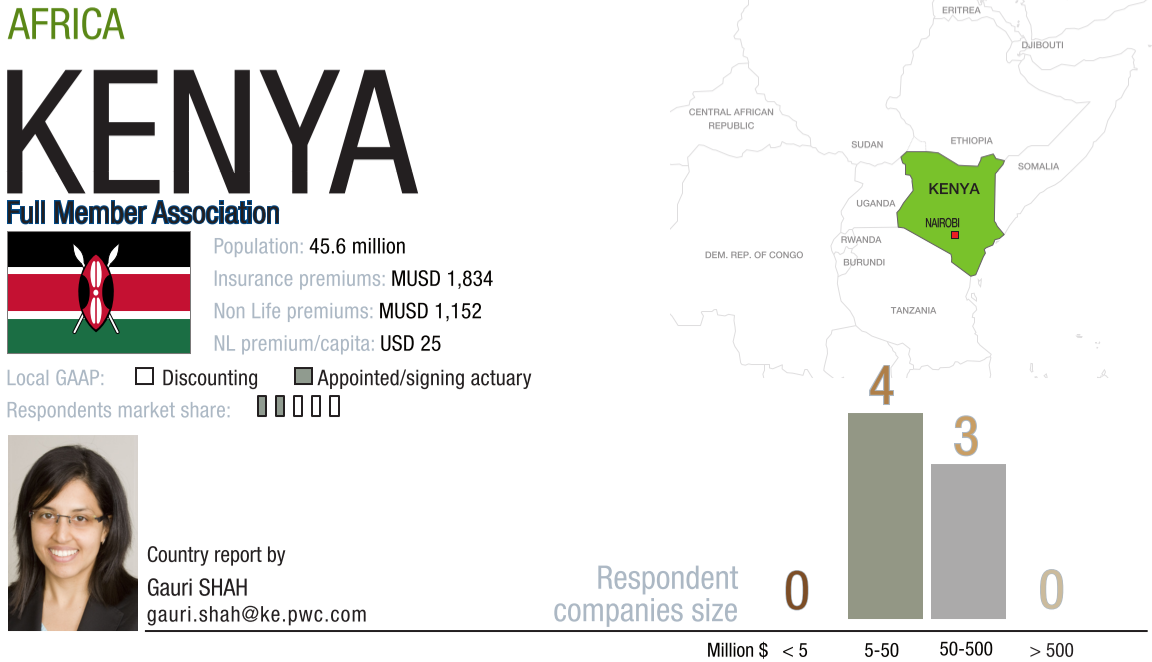 AFRICA
KENYA
Full Member Association
Population: 45.6 million
Insurance premiums: MUSD 1,834
Non Life premiums: MUSD 1,152
NL premium/capita: USD 25
Local GAAP: Discounting Appointed/signing actuary
Respondents market share:
Country report by
Gauri SHAH
gauri.shah@ke.pwc.com
ERITREA
DJIBOUTI
CENTRAL AFRICAN
REPUBLIC
SUDAN
ETHIOPIA
SOMALIA
KENYA
UGANDA
NAIROBI
RWANDA
DEM. REP. OF CONGO
BURUNDI
TANZANIA
4
3
Respondent
companies size
0
0
Million $ < 5 5-50 50-500 > 500